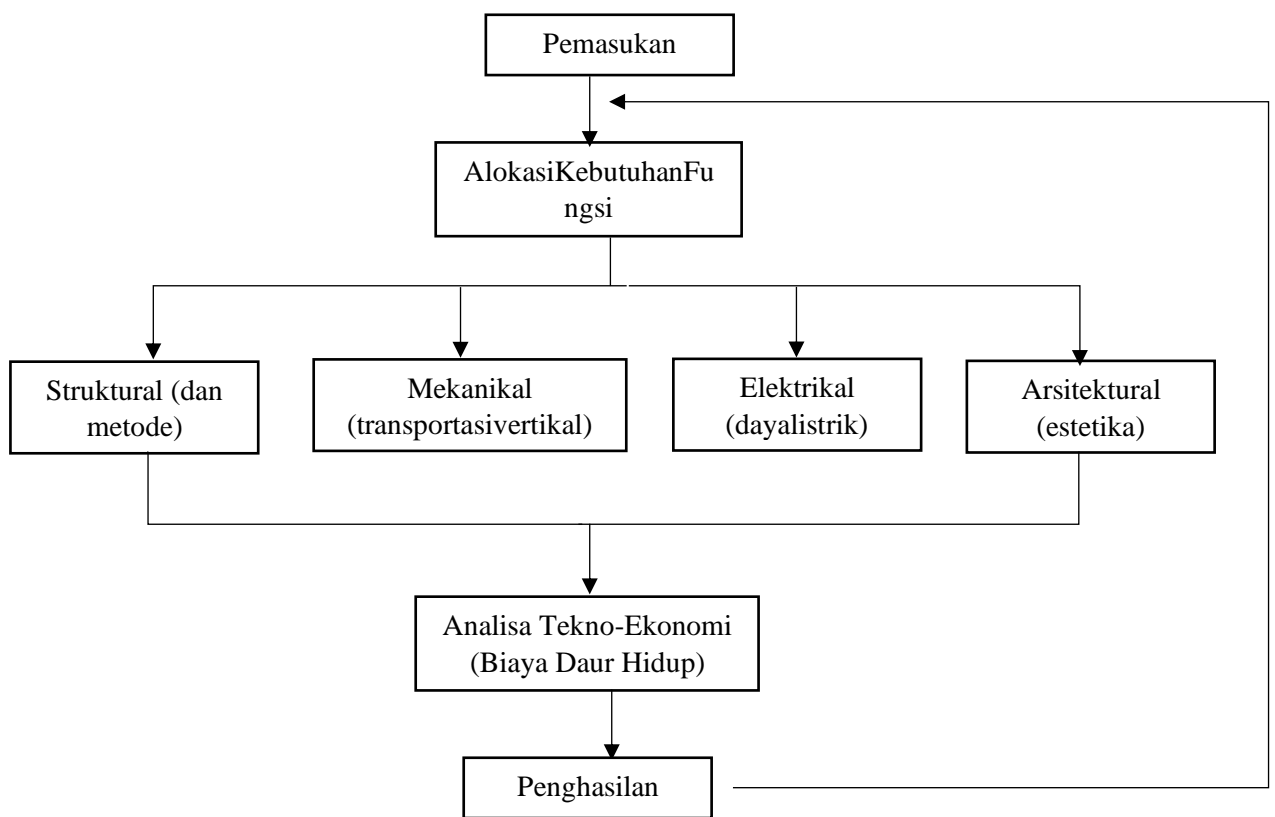 Pemasukan
AlokasiKebutuhanFu
ngsi
Struktural (dan
metode)
Mekanikal
(transportasivertikal)
Elektrikal
(dayalistrik)
Arsitektural
(estetika)
Analisa Tekno-Ekonomi
(Biaya Daur Hidup)
Penghasilan